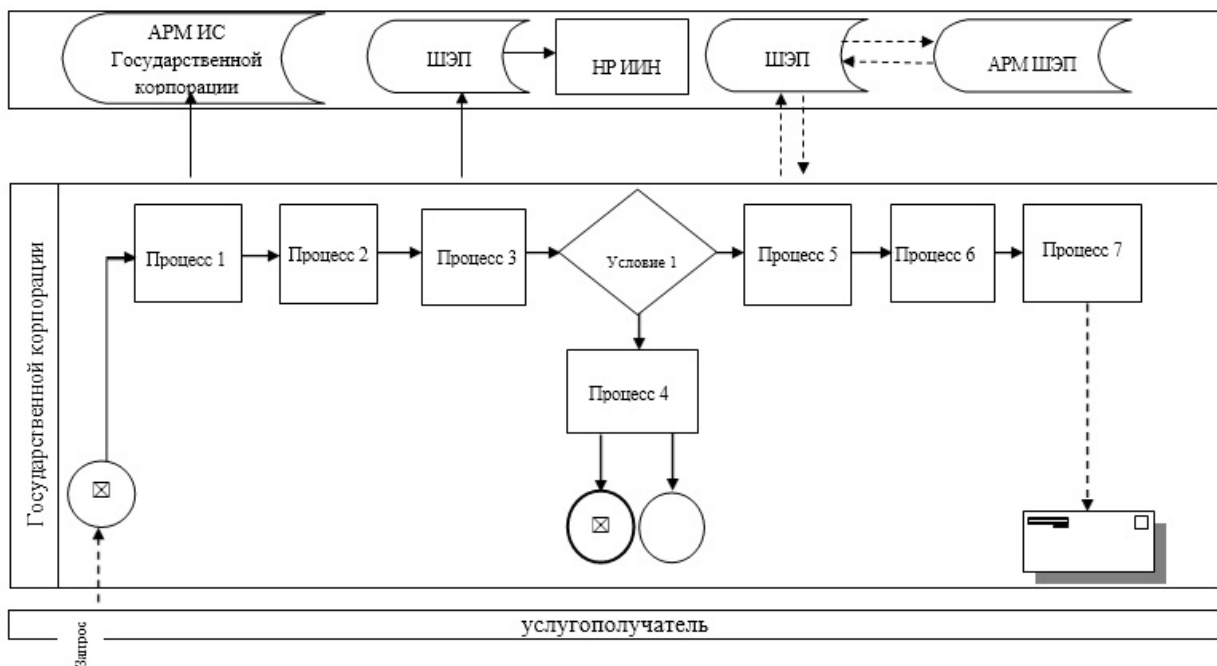 АРМ ИС
Государственной
корпорации
ШЭП
НР ИИН
ШЭП
АРМ ШЭП
Государственной корпорации
Процесс 1
Процесс 2
Процесс 3
Условие 1
Процесс 5
Процесс 6
Процесс 7
Процесс 4
услугополучатель
Запрос